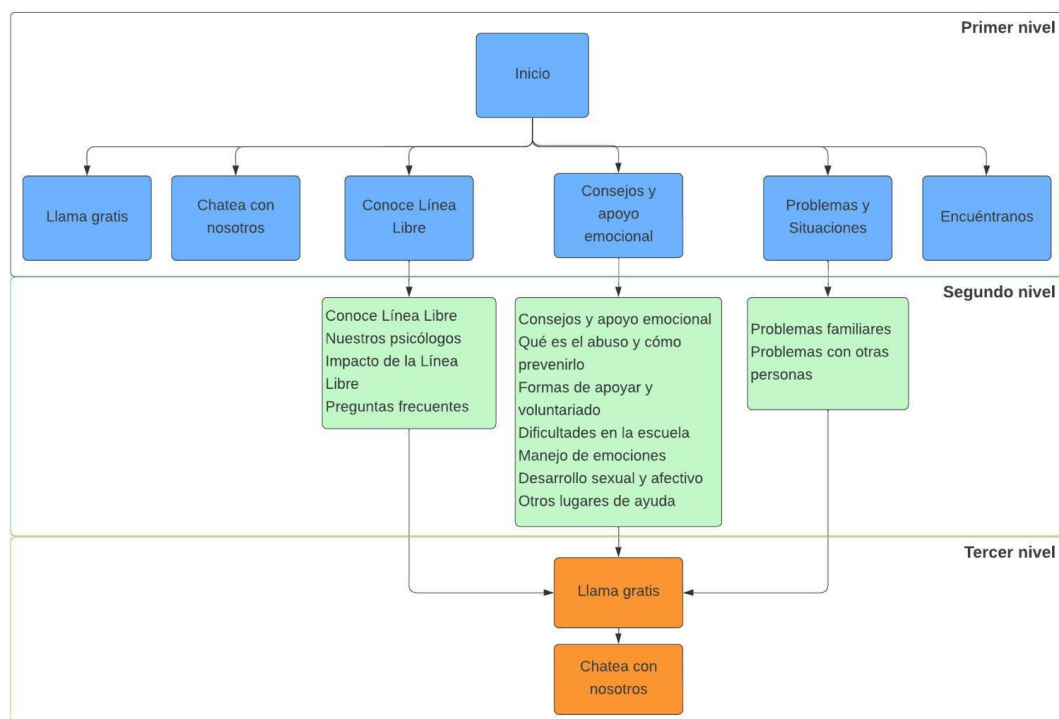 Primer nivel
Inicio
Llama gratis
Chatea con
nosotros
Conoce Línea
Libre
Consejos y
apoyo
emocional
Problemas y
Situaciones
Encuéntranos
Segundo nivel
Conoce Línea Libre
Nuestros psicólogos
Impacto de la Línea
Libre
Preguntas frecuentes
Consejos y apoyo emocional
Qué es el abuso y cómo
prevenirlo
Formas de apoyar y
voluntariado
Dificultades en la escuela
Manejo de emociones
Desarrollo sexual y afectivo
Otros lugares de ayuda
Problemas familiares
Problemas con otras
personas
Tercer nivel
Llama gratis
Chatea con
nosotros